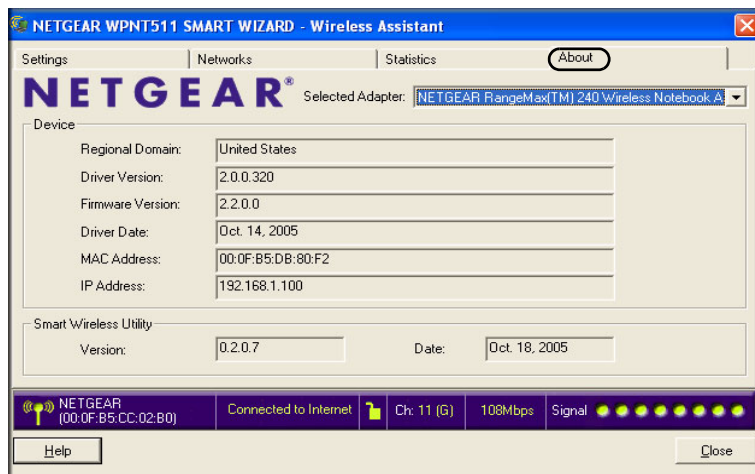 NETGEAR WPNT511 SMART WIZARD - Wireless Assistant
Settings Networks Statistics About
NETGEAR® Selected Adapter: NETGEAR RangeMax(TM) 240 Wireless Notebook A
Device
Regional Domain: United States
Driver Version: 2.0.0.320
Firmware Version: 2.2.0.0
Driver Date: Oct. 14, 2005
MAC Address: 00:0F:B5:DB:80:F2
IP Address: 192.168.1.100
Smart Wireless Utility
Version: 0.2.0.7 Date: Oct. 18, 2005
NETGEAR
(00:0F:B5:CC:02:B0) Connected to Internet Ch: 11 (G) 108Mbps Signal
Help Close